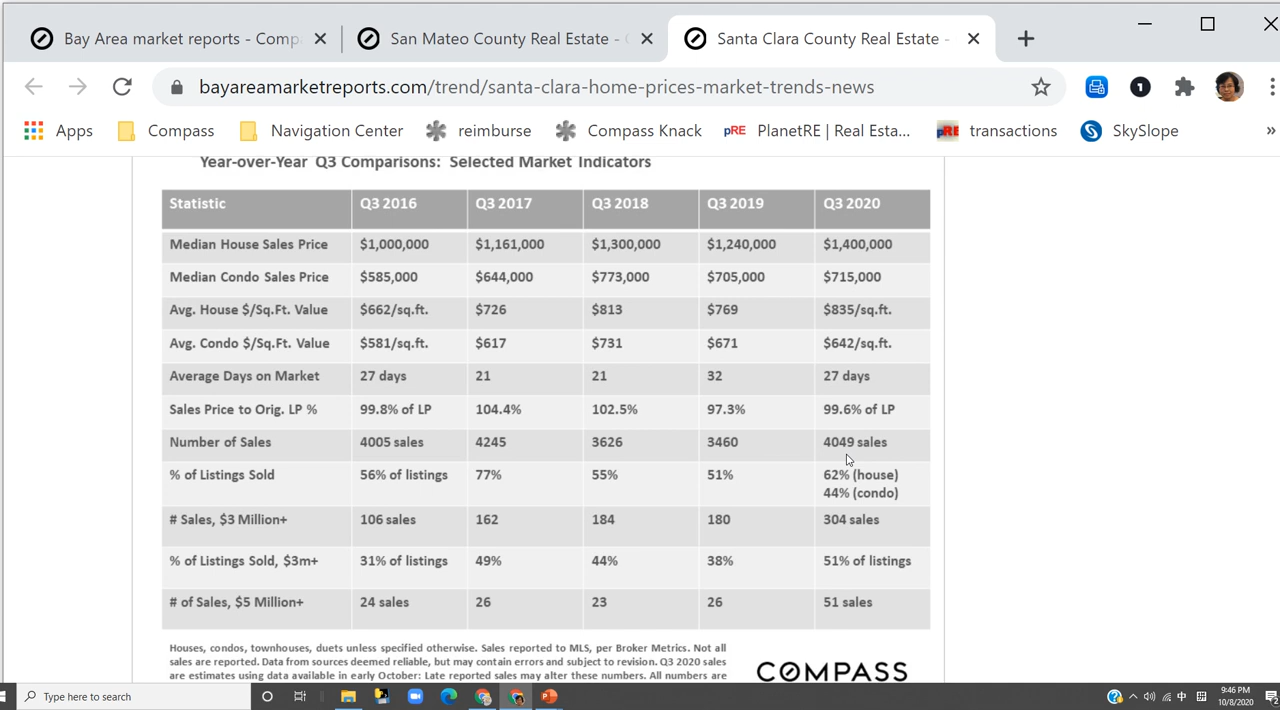 Bay Area market reports - Comp
San Mateo County Real Estate -
Santa Clara County Real Estate -
bayareamarketreports.com/trend/santa-clara-home-prices-market-trends-news
1
Apps
Compass
Navigation Center
reimburse
Compass Knack
pRE PlanetRE | Real Esta...
pRE transactions
SkySlope
»
Year-over-Year Q3 Comparisons: Selected Market Indicators
Statistic Q3 2016 Q3 2017 Q3 2018 Q3 2019 Q3 2020
Median House Sales Price $1,000,000 $1,161,000 $1,300,000 $1,240,000 $1,400,000
Median Condo Sales Price $585,000 $644,000 $773,000 $705,000 $715,000
Avg. House $/Sq.Ft. Value $662/sq.ft. $726 $813 $769 $835/sq.ft.
Avg. Condo $/Sq.Ft. Value $581/sq.ft. $617 $731 $671 $642/sq.ft.
Average Days on Market 27 days 21 21 32 27 days
Sales Price to Orig. LP % 99.8% of LP 104.4% 102.5% 97.3% 99.6% of LP
Number of Sales 4005 sales 4245 3626 3460 4049 sales
% of Listings Sold 56% of listings 77% 55% 51% 62% (house)
44% (condo)
# Sales, $3 Million+ 106 sales 162 184 180 304 sales
% of Listings Sold, $3m+ 31% of listings 49% 44% 38% 51% of listings
# of Sales, $5 Million+ 24 sales 26 23 26 51 sales
Houses, condos, townhouses, duets unless specified otherwise. Sales reported to MLS, per Broker Metrics. Not all
sales are reported. Data from sources deemed reliable, but may contain errors and subject to revision. Q3 2020 sales
are estimates using data available in early October: Late reported sales may alter these numbers. All numbers are
COMPASS
Type here to search
中
9:46 PM
10/8/2020